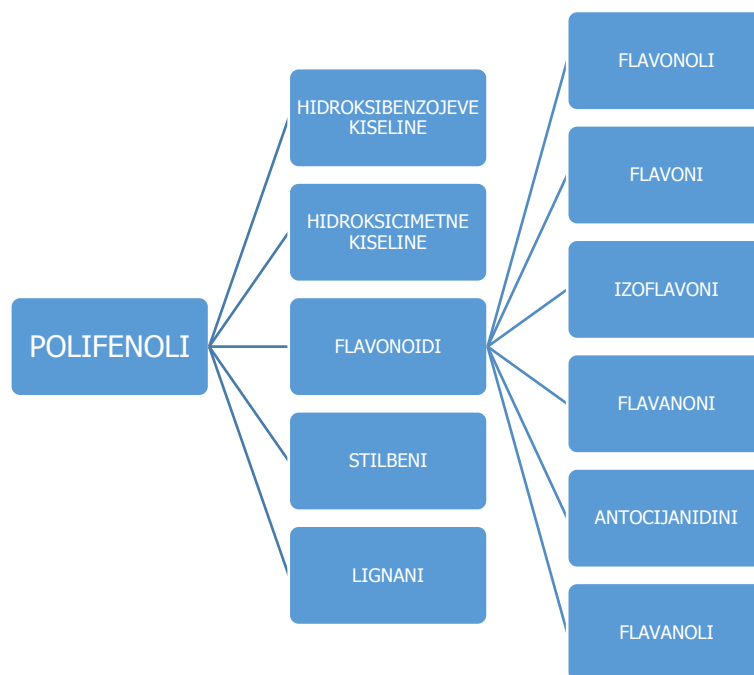 POLIFENOLI
HIDROKSIBENZOJEVE
KISELINE
HIDROKSICIMETNE
KISELINE
FLAVONOIDI
STILBENI
LIGNANI
FLAVONOLI
FLAVONI
IZOFLAVONI
FLAVANONI
ANTOCIJANIDINI
FLAVANOLI